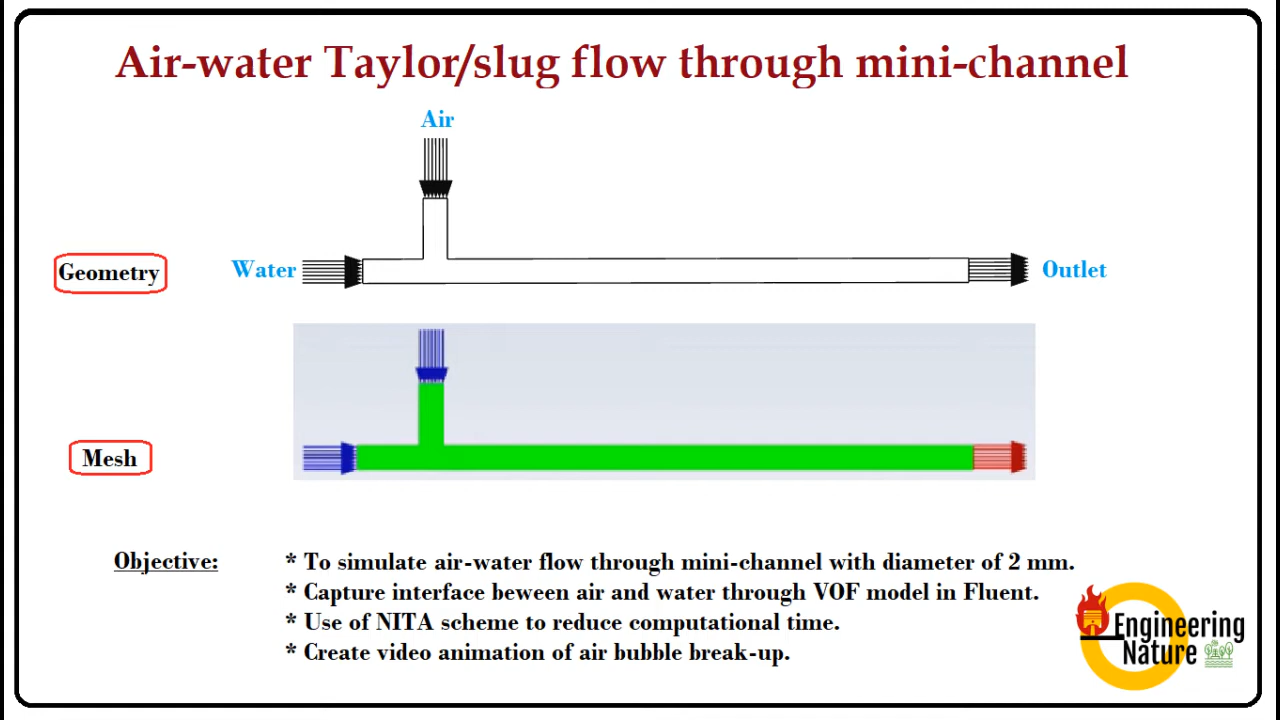 Air-water Taylor/slug flow through mini-channel
Air
Geometry
Water
Outlet
Mesh
Objective:
* To simulate air-water flow through mini-channel with diameter of 2 mm.
* Capture interface beween air and water through VOF model in Fluent.
* Use of NITA scheme to reduce computational time.
* Create video animation of air bubble break-up.
Engineering
Nature